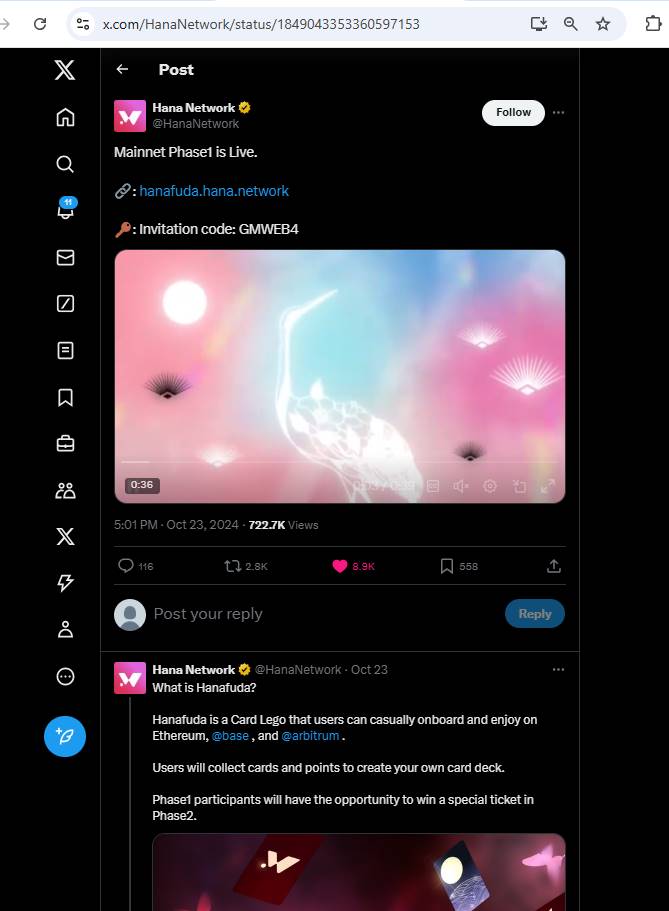 x.com/HanaNetwork/status/1849043353360597153
Post
Hana Network
@HanaNetwork
Follow
Mainnet Phase1 is Live.
: hanafuda.hana.network
: Invitation code: GMWEB4
0:36
5:01 PM · Oct 23, 2024 · 722.7K Views
116
2.8K
8.9K
558
Post your reply
Reply
11
Hana Network @HanaNetwork · Oct 23
What is Hanafuda?
Hanafuda is a Card Lego that users can casually onboard and enjoy on
Ethereum, @base , and @arbitrum .
Users will collect cards and points to create your own card deck.
Phase1 participants will have the opportunity to win a special ticket in
Phase2.